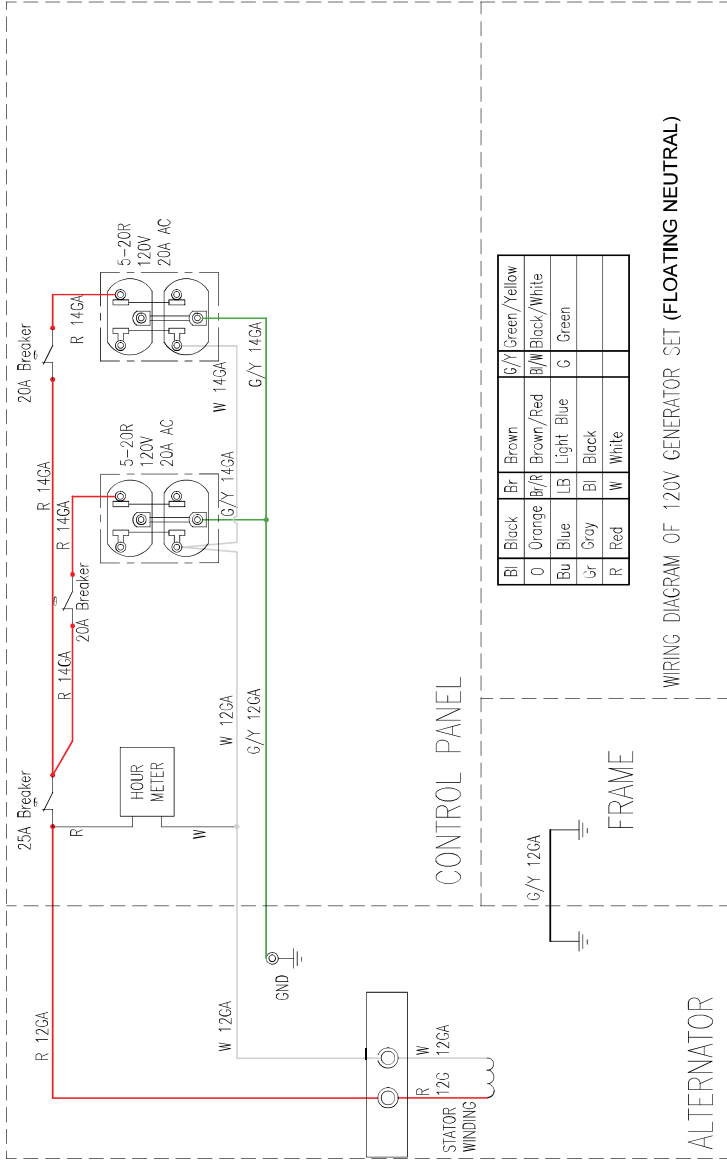 25A Breaker
R 14GA
R 14GA
20A Breaker
R 14GA
20A Breaker
R 14GA
R 12GA
R
HOUR
METER
W
5-20R
120V
20A AC
5-20R
120V
20A AC
W 12GA
W 12GA
W 14GA
G/Y 12GA
G/Y 14GA
G/Y 14GA
GND
STATOR
WINDING
R
12G
W
12GA
CONTROL PANEL
G/Y 12GA
FRAME
ALTERNATOR
Bl Black Br Brown G/Y Green/Yellow
O Orange Br/R Brown/Red Bl/W Black/White
Bu Blue LB Light Blue G Green
Gr Gray Bl Black
R Red W White
WIRING DIAGRAM OF 120V GENERATOR SET (FLOATING NEUTRAL)